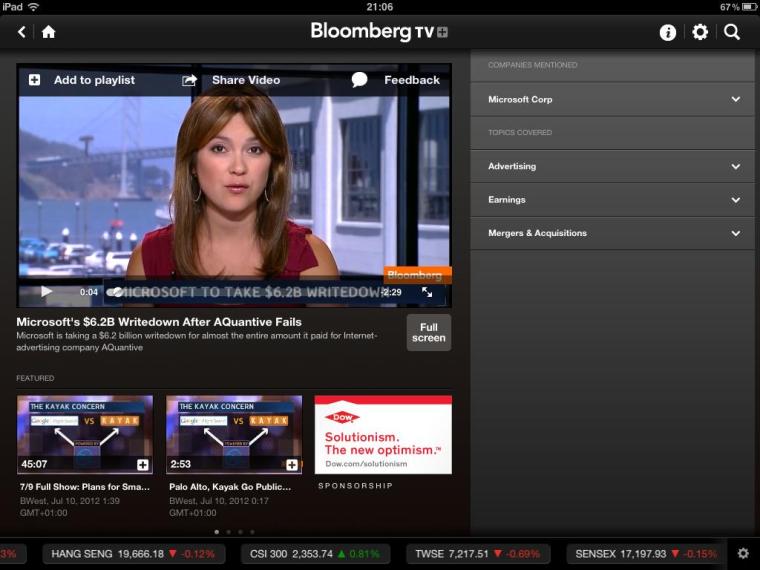 iPad 21:06 67%
Bloomberg TV+
Add to playlist Share Video Feedback
Bloomberg
0:04 MICROSOFT TO TAKE $6.2B WRITEDOW -2:29
Microsoft's $6.2B Writedown After AQuantive Fails
Microsoft is taking a $6.2 billion writedown for almost the entire amount it paid for Internet-
advertising company AQuantive
Full
screen
COMPANIES MENTIONED
Microsoft Corp
TOPICS COVERED
Advertising
Earnings
Mergers & Acquisitions
FEATURED
THE KAYAK CONCERN
Google VS KAYAK
POWERED BY
45:07
7/9 Full Show: Plans for Sma...
BWest, Jul 10, 2012 1:39
GMT+01:00
THE KAYAK CONCERN
Google VS KAYAK
POWERED BY
2:53
Palo Alto, Kayak Go Public...
BWest, Jul 10, 2012 0:17
GMT+01:00
Dow
Solutionism.
The new optimism.™
Dow.com/solutionism
SPONSORSHIP
3% HANG SENG 19,666.18 ▼ -0.12% CSI 300 2,353.74 ▲ 0.81% TWSE 7,217.51 ▼ -0.69% SENSEX 17,197.93 ▼ -0.15%